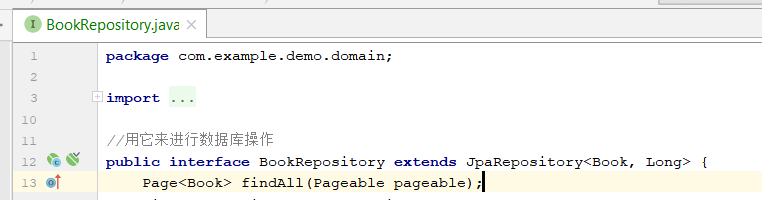 BookRepository.java
1 package com.example.demo.domain;
2
3 import ...
10
11 //用它来进行数据库操作
12 public interface BookRepository extends JpaRepository<Book, Long> {
13 Page<Book> findAll(Pageable pageable);